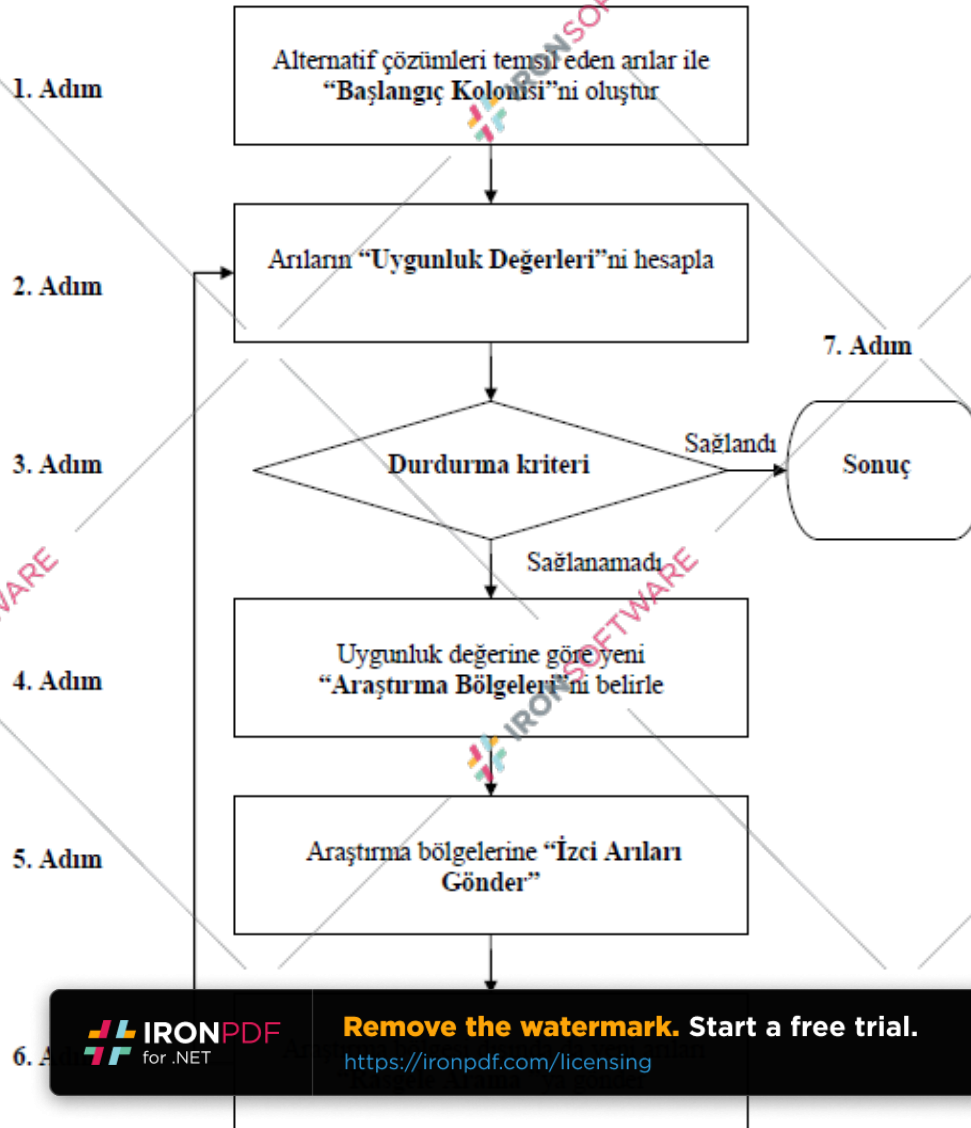 1. Adım
Alternatif çözümleri temsil eden arılar ile
“Başlangıç Kolonisi”ni oluştur
2. Adım
Arıların “Uygunluk Değerleri”ni hesapla
7. Adım
3. Adım
Durdurma kriteri
Sağlandı
Sonuç
Sağlanamadı
4. Adım
Uygunluk değerine göre yeni
“Araştırma Bölgeleri”ni belirle
5. Adım
Araştırma bölgelerine “İzci Arıları
Gönder”
6.
IRONSOFTWARE
IRONPDF
for .NET
Remove the watermark. Start a free trial.
https://ironpdf.com/licensing